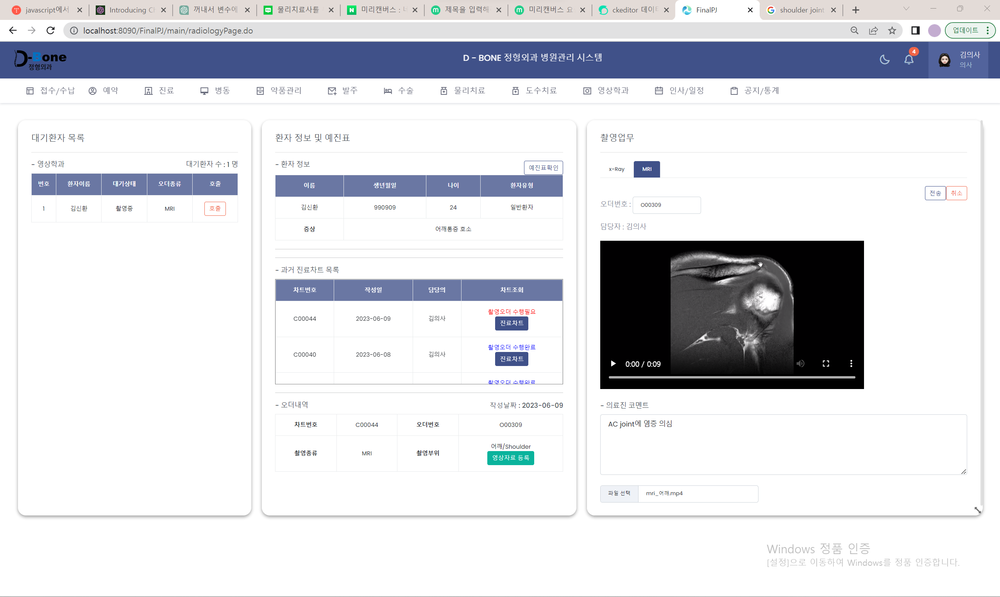 javascript에서
Introducing Ch
꺼내서 변수에
물리치료사를
미리캔버스 : 네
제목을 입력해
미리캔버스 요
ckeditor 데이터
FinalPJ
shoulder joint
localhost:8090/FinalPJ/main/radiologyPage.do
업데이트
D-Bone
정형외과
D - BONE 정형외과 병원관리 시스템
4
김의사
의사
접수/수납 예약 진료 병동 약품관리 발주 수술 물리치료 도수치료 영상학과 인사/일정 공지/통계
대기환자 목록
- 영상학과 대기환자 수 : 1 명
번호 환자이름 대기상태 오더종류 호출
1 김신환 촬영중 MRI 호출
환자 정보 및 예진표
- 환자 정보 예진표확인
이름 생년월일 나이 환자유형
김신환 990909 24 일반환자
증상 어깨통증 호소
- 과거 진료차트 목록
차트번호 작성일 담당의 차트조회
C00044 2023-06-09 김의사 촬영오더 수행필요
진료차트
C00040 2023-06-08 김의사 촬영오더 수행완료
진료차트
촬영오더 수행완료
- 오더내역 작성날짜 : 2023-06-09
차트번호 C00044 오더번호 O00309
촬영종류 MRI 촬영부위 어깨/Shoulder
영상자료 등록
촬영업무
x-Ray MRI
전송 취소
오더번호 : O00309
담당자 : 김의사
0:00 / 0:09
- 의료진 코멘트
AC joint에 염증 의심
파일 선택 mri_어깨.mp4
Windows 정품 인증
[설정]으로 이동하여 Windows를 정품 인증합니다.